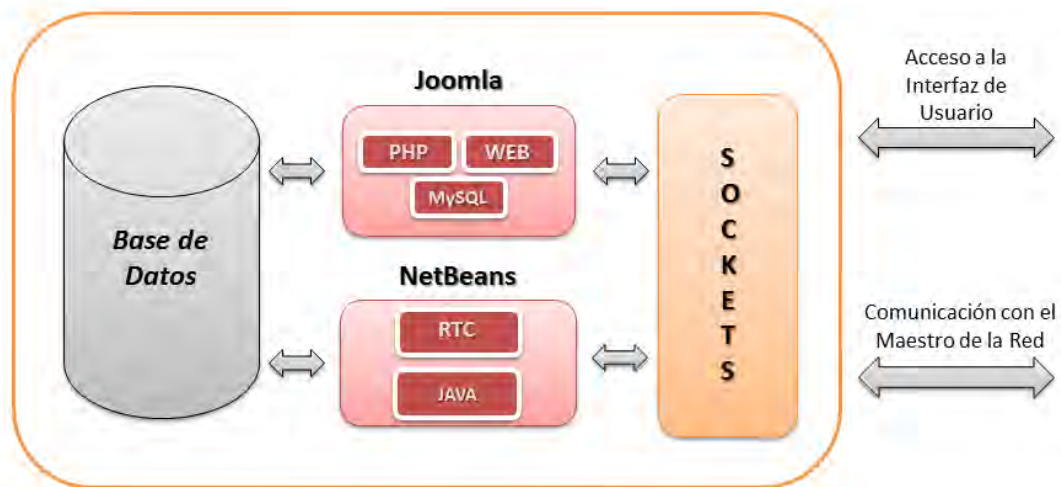 Joomla
PHP
WEB
MySQL
Base de
Datos
NetBeans
RTC
JAVA
SOCKETS
Acceso a la
Interfaz de
Usuario
Comunicación con el
Maestro de la Red